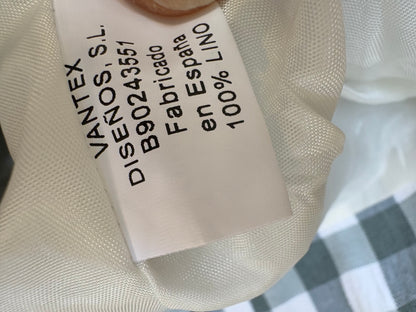 VANTEX
DISEÑOS, S.L.
B90243551
Fabricado
en España
100% LINO